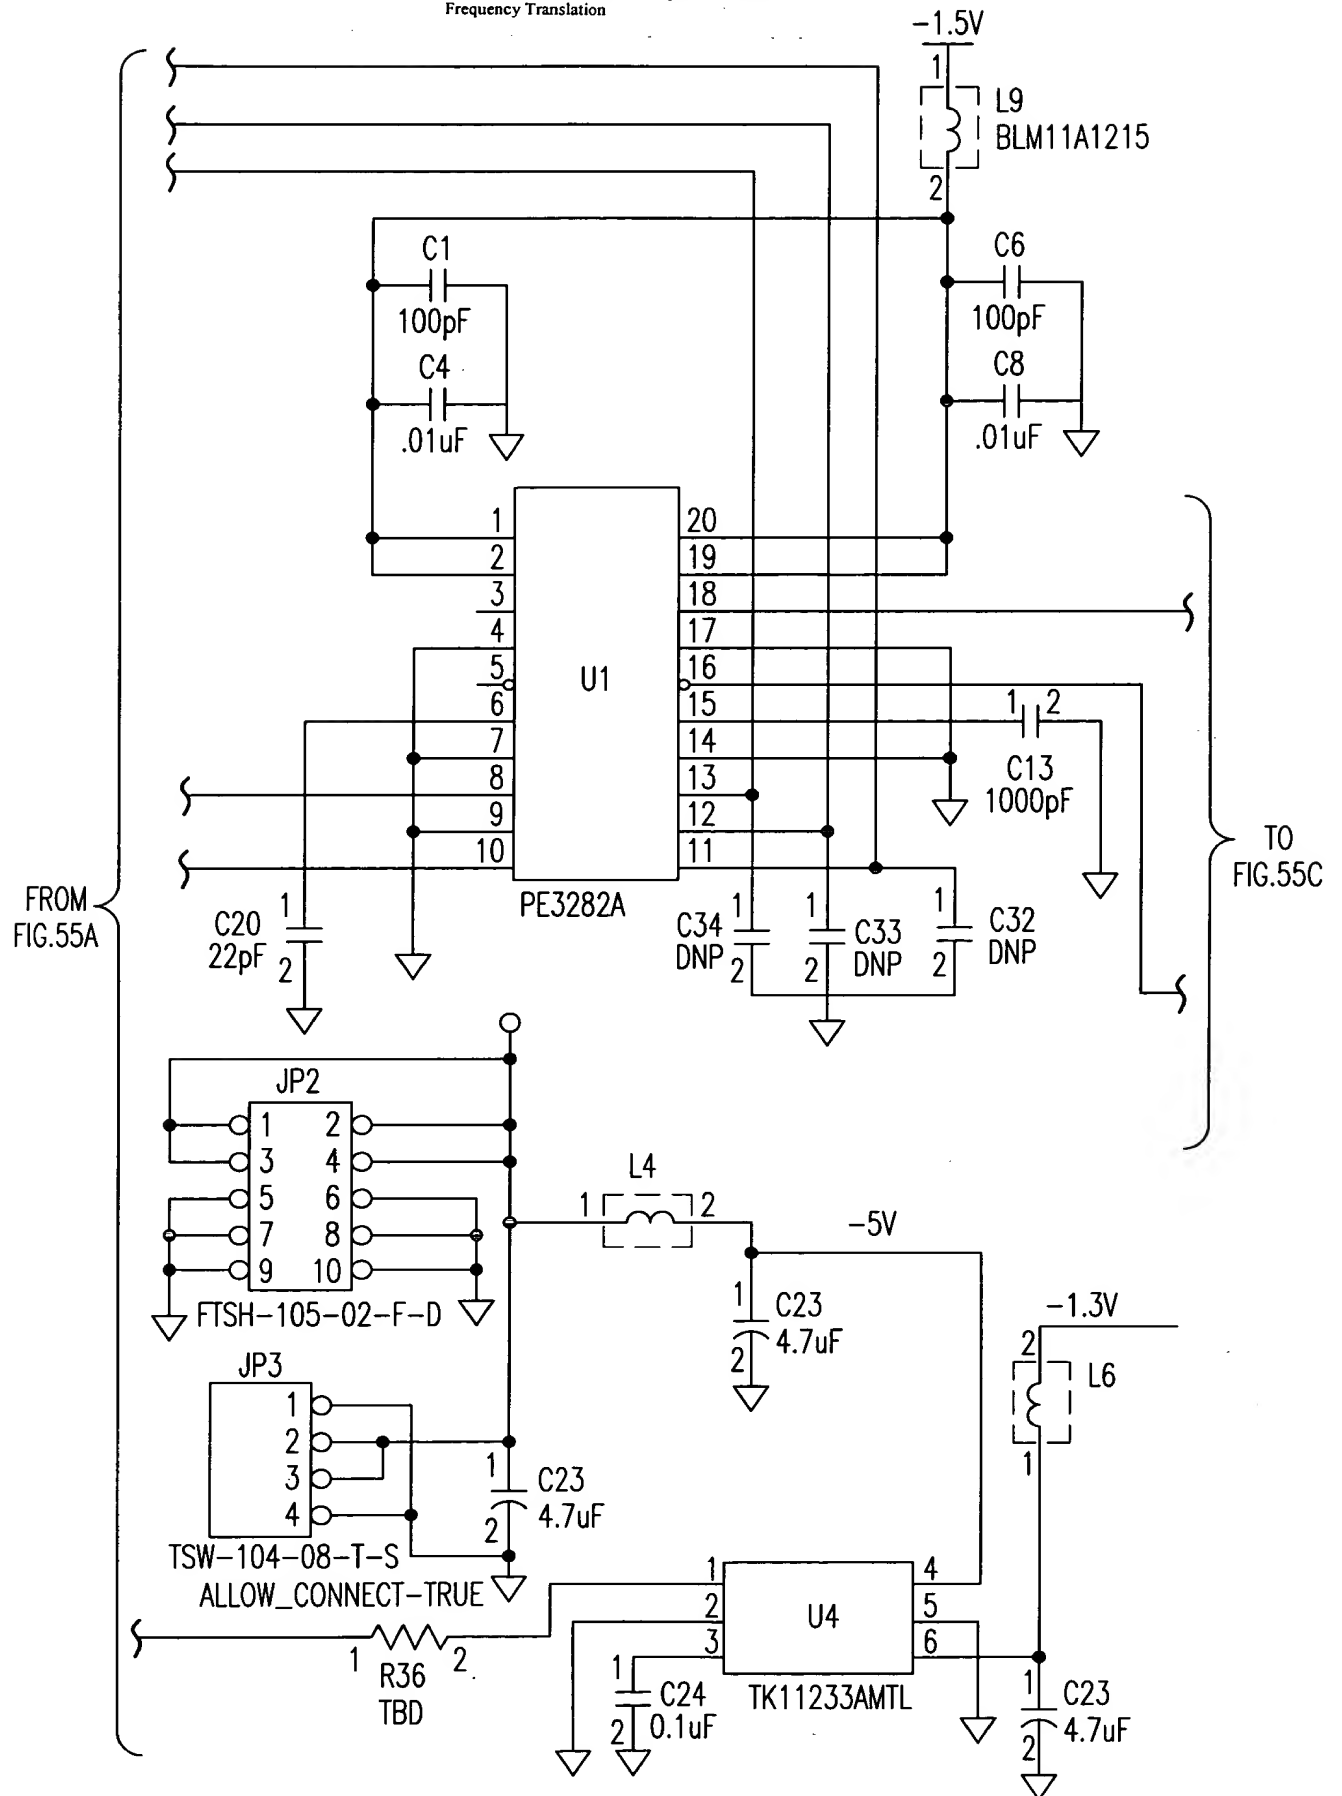 Frequency Translation
-1.5V
1
L9
BLM11A1215
2
C1
100pF
C4
.01uF
C6
100pF
C8
.01uF
1
2
3
4
5
6
7
8
9
10
U1
20
19
18
17
16
15
14
13
12
11
PE3282A
1 2
C13
1000pF
TO
FIG.55C
FROM
FIG.55A
C20
22pF
1
2
C34
DNP
1
2
1
2
C33
DNP
1
2
C32
DNP
JP2
1 2
3 4
5 6
7 8
9 10
FTSH-105-02-F-D
L4
1 2
-5V
1
2
C23
4.7uF
-1.3V
2
L6
1
JP3
1
2
3
4
TSW-104-08-T-S
ALLOW_CONNECT-TRUE
1
2
C23
4.7uF
1 2
R36
TBD
1
2
3
U4
4
5
6
TK11233AMTL
1
2
C24
0.1uF
1
2
C23
4.7uF